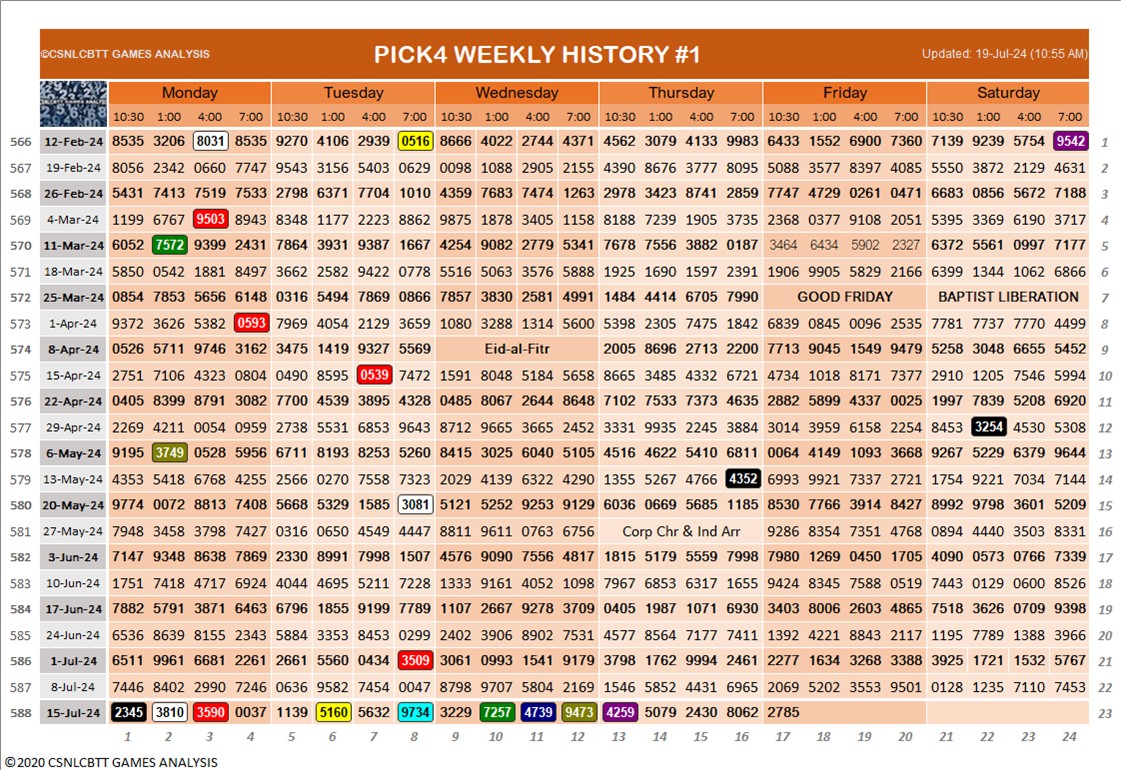 ©CSNLCBTT GAMES ANALYSIS PICK4 WEEKLY HISTORY #1 Updated: 19-Jul-24 (10:55 AM)
Monday Tuesday Wednesday Thursday Friday Saturday
10:30 1:00 4:00 7:00 10:30 1:00 4:00 7:00 10:30 1:00 4:00 7:00 10:30 1:00 4:00 7:00 10:30 1:00 4:00 7:00 10:30 1:00 4:00 7:00
566 12-Feb-24 8535 3206 8031 8535 9270 4106 2939 0516 8666 4022 2744 4371 4562 3079 4133 9983 6433 1552 6900 7360 7139 9239 5754 9542 1
567 19-Feb-24 8056 2342 0660 7747 9543 3156 5403 0629 0098 1088 2905 2155 4390 8676 3777 8095 5088 3577 8397 4085 5550 3872 2129 4631 2
568 26-Feb-24 5431 7413 7519 7533 2798 6371 7704 1010 4359 7683 7474 1263 2978 3423 8741 2859 7747 4729 0261 0471 6683 0856 5672 7188 3
569 4-Mar-24 1199 6767 9503 8943 8348 1177 2223 8862 9875 1878 3405 1158 8188 7239 1905 3735 2368 0377 9108 2051 5395 3369 6190 3717 4
570 11-Mar-24 6052 7572 9399 2431 7864 3931 9387 1667 4254 9082 2779 5341 7678 7556 3882 0187 3464 6434 5902 2327 6372 5561 0997 7177 5
571 18-Mar-24 5850 0542 1881 8497 3662 2582 9422 0778 5516 5063 3576 5888 1925 1690 1597 2391 1906 9905 5829 2166 6399 1344 1062 6866 6
572 25-Mar-24 0854 7853 5656 6148 0316 5494 7869 0866 7857 3830 2581 4991 1484 4414 6705 7990 GOOD FRIDAY BAPTIST LIBERATION 7
573 1-Apr-24 9372 3626 5382 0593 7969 4054 2129 3659 1080 3288 1314 5600 5398 2305 7475 1842 6839 0845 0096 2535 7781 7737 7770 4499 8
574 8-Apr-24 0526 5711 9746 3162 3475 1419 9327 5569 Eid-al-Fitr 2005 8696 2713 2200 7713 9045 1549 9479 5258 3048 6655 5452 9
575 15-Apr-24 2751 7106 4323 0804 0490 8595 0539 7472 1591 8048 5184 5658 8665 3485 4332 6721 4734 1018 8171 7377 2910 1205 7546 5994 10
576 22-Apr-24 0405 8399 8791 3082 7700 4539 3895 4328 0485 8067 2644 8648 7102 7533 7373 4635 2882 5899 4337 0025 1997 7839 5208 6920 11
577 29-Apr-24 2269 4211 0054 0959 2738 5531 6853 9643 8712 9665 3665 2452 3331 9935 2245 3884 3014 3959 6158 2254 8453 3254 4530 5308 12
578 6-May-24 9195 3749 0528 5956 6711 8193 8253 5260 8415 3025 6040 5105 4516 4622 5410 6811 0064 4149 1093 3668 9267 5229 6379 9644 13
579 13-May-24 4353 5418 6768 4255 2566 0270 7558 7323 2029 4139 6322 4290 1355 5267 4766 4352 6993 9921 7337 2721 1754 9221 7034 7144 14
580 20-May-24 9774 0072 8813 7408 5668 5329 1585 3081 5121 5252 9253 9129 6036 0669 5685 1185 8530 7766 3914 8427 8992 9798 3601 5209 15
581 27-May-24 7948 3458 3798 7427 0316 0650 4549 4447 8811 9611 0763 6756 Corp Chr & Ind Arr 9286 8354 7351 4768 0894 4440 3503 8331 16
582 3-Jun-24 7147 9348 8638 7869 2330 8991 7998 1507 4576 9090 7556 4817 1815 5179 5559 7998 7980 1269 0450 1705 4090 0573 0766 7339 17
583 10-Jun-24 1751 7418 4717 6924 4044 4695 5211 7228 1333 9161 4052 1098 7967 6853 6317 1655 9424 8345 7588 0519 7443 0129 0600 8526 18
584 17-Jun-24 7882 5791 3871 6463 6796 1855 9199 7789 1107 2667 9278 3709 0405 1987 1071 6930 3403 8006 2603 4865 7518 3626 0709 9398 19
585 24-Jun-24 6536 8639 8155 2343 5884 3353 8453 0299 2402 3906 8902 7531 4577 8564 7177 7411 1392 4221 8843 2117 1195 7789 1388 3966 20
586 1-Jul-24 6511 9961 6681 2261 2661 5560 0434 3509 3061 0993 1541 9179 3798 1762 9994 2461 2277 1634 3268 3388 3925 1721 1532 5767 21
587 8-Jul-24 7446 8402 2990 7246 0636 9582 7454 0047 8798 9707 5804 2169 1546 5852 4431 6965 2069 5202 3553 9501 0128 1235 7110 7453 22
588 15-Jul-24 2345 3810 3590 0037 1139 5160 5632 9734 3229 7257 4739 9473 4259 5079 2430 8062 2785 23
1 2 3 4 5 6 7 8 9 10 11 12 13 14 15 16 17 18 19 20 21 22 23 24
©2020 CSNLCBTT GAMES ANALYSIS